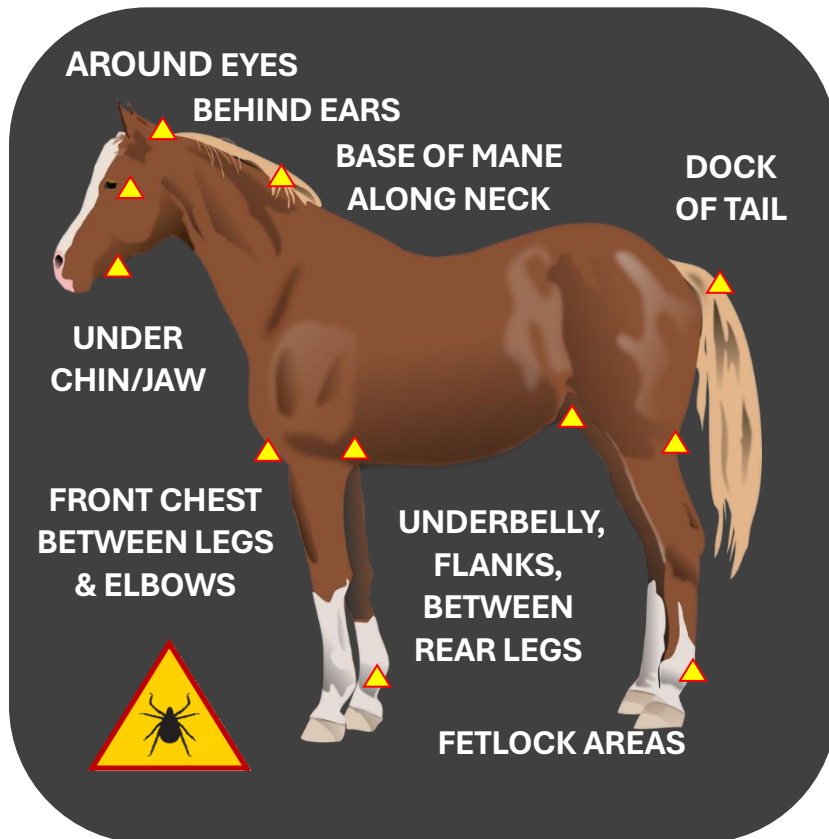 AROUND EYES
BEHIND EARS
BASE OF MANE
ALONG NECK
DOCK
OF TAIL
UNDER
CHIN/JAW
FRONT CHEST
BETWEEN LEGS
& ELBOWS
UNDERBELLY,
FLANKS,
BETWEEN
REAR LEGS
FETLOCK AREAS